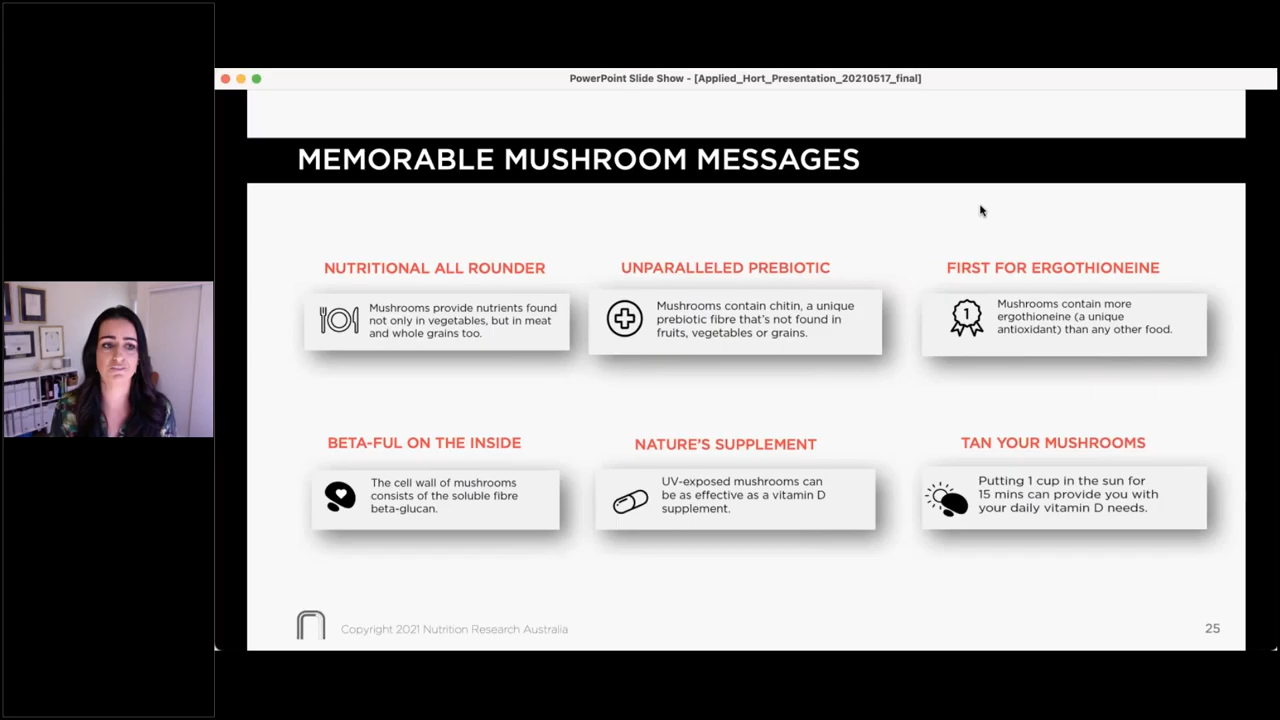 PowerPoint Slide Show - [Applied_Hort_Presentation_20210517_final]
MEMORABLE MUSHROOM MESSAGES
NUTRITIONAL ALL ROUNDER
Mushrooms provide nutrients found
not only in vegetables, but in meat
and whole grains too.
UNPARALLELED PREBIOTIC
Mushrooms contain chitin, a unique
prebiotic fibre that's not found in
fruits, vegetables or grains.
FIRST FOR ERGOTHIONEINE
1
Mushrooms contain more
ergothioneine (a unique
antioxidant) than any other food.
BETA-FUL ON THE INSIDE
The cell wall of mushrooms
consists of the soluble fibre
beta-glucan.
NATURE'S SUPPLEMENT
UV-exposed mushrooms can
be as effective as a vitamin D
supplement.
TAN YOUR MUSHROOMS
Putting 1 cup in the sun for
15 mins can provide you with
your daily vitamin D needs.
Copyright 2021 Nutrition Research Australia
25